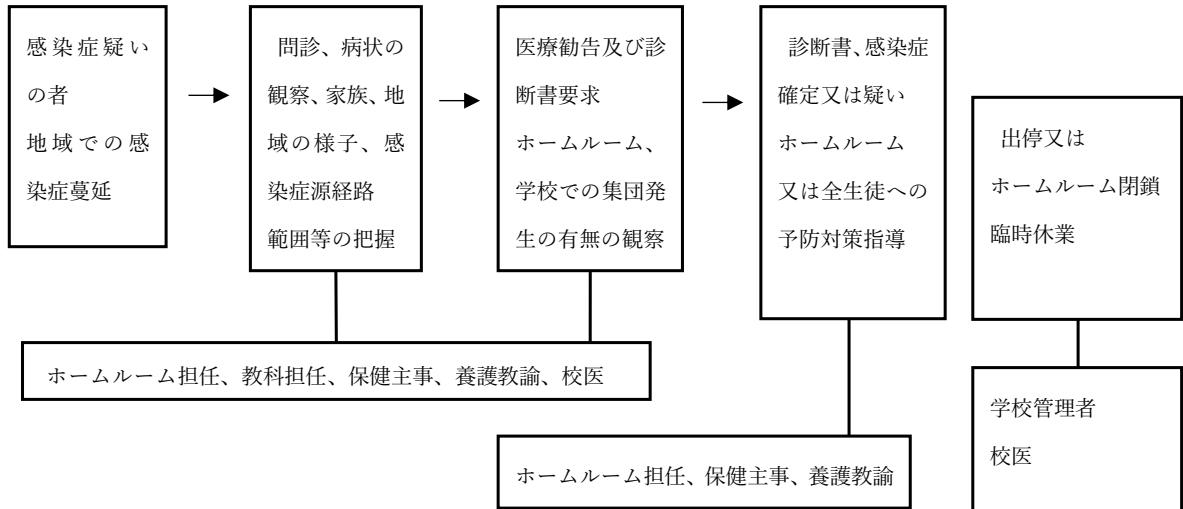 感染症疑い
の者
地域での感
染症蔓延
問診、病状の
観察、家族、地
域の様子、感
染症源経路
範囲等の把握
医療勧告及び診
断書要求
ホームルーム、
学校での集団発
生の有無の観察
診断書、感染症
確定又は疑い
ホームルーム
又は全生徒への
予防対策指導
出停又は
ホームルーム閉鎖
臨時休業
ホームルーム担任、教科担任、保健主事、養護教諭、校医
ホームルーム担任、保健主事、養護教諭
学校管理者
校医